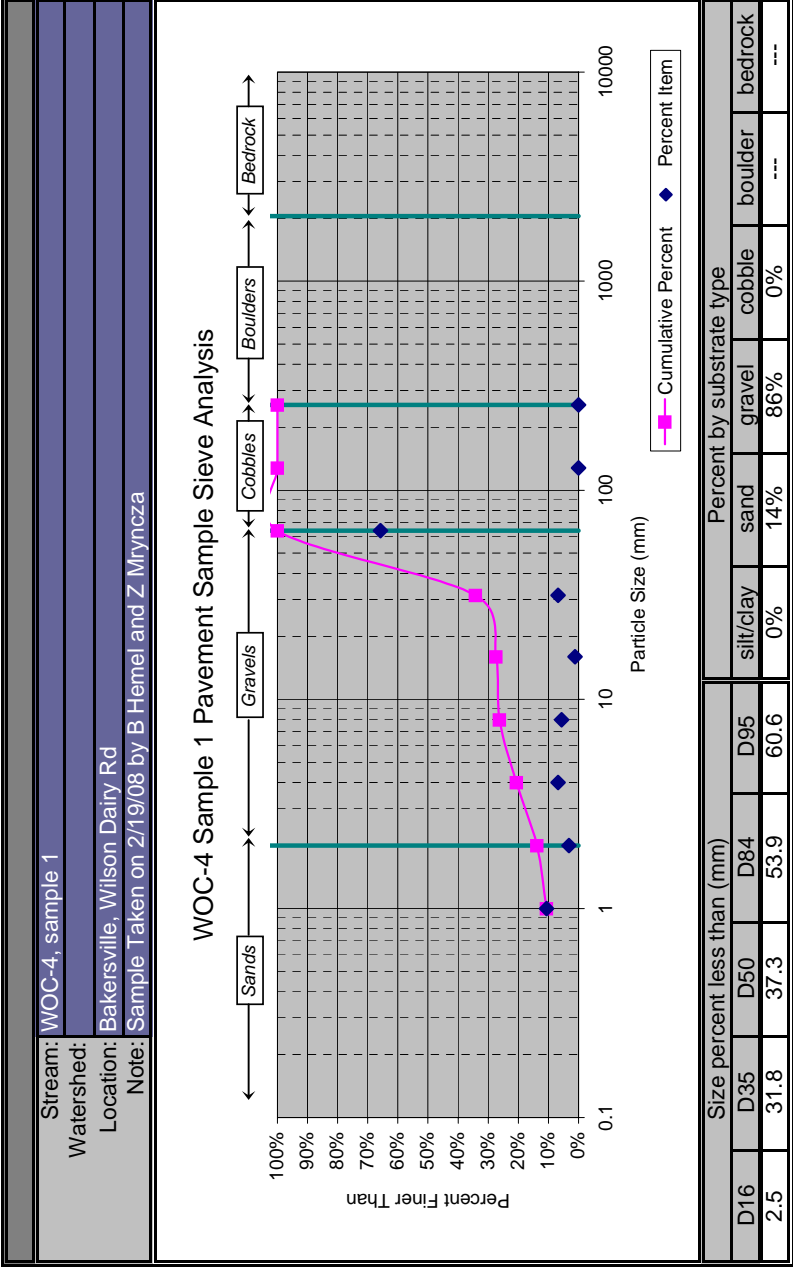 Stream: WOC-4, sample 1
Watershed:
Location: Bakersville, Wilson Dairy Rd
Note: Sample Taken on 2/19/08 by B Hemel and Z Mryncza
WOC-4 Sample 1 Pavement Sample Sieve Analysis
Sands Gravels Cobbles Boulders Bedrock
100%
90%
80%
70%
60%
50%
40%
30%
20%
10%
0%
Percent Finer Than
0.1 1 10 100 1000 10000
Particle Size (mm)
Cumulative Percent Percent Item
Size percent less than (mm) Percent by substrate type
D16 D35 D50 D84 D95 silt/clay sand gravel cobble boulder bedrock
2.5 31.8 37.3 53.9 60.6 0% 14% 86% 0% --- ---